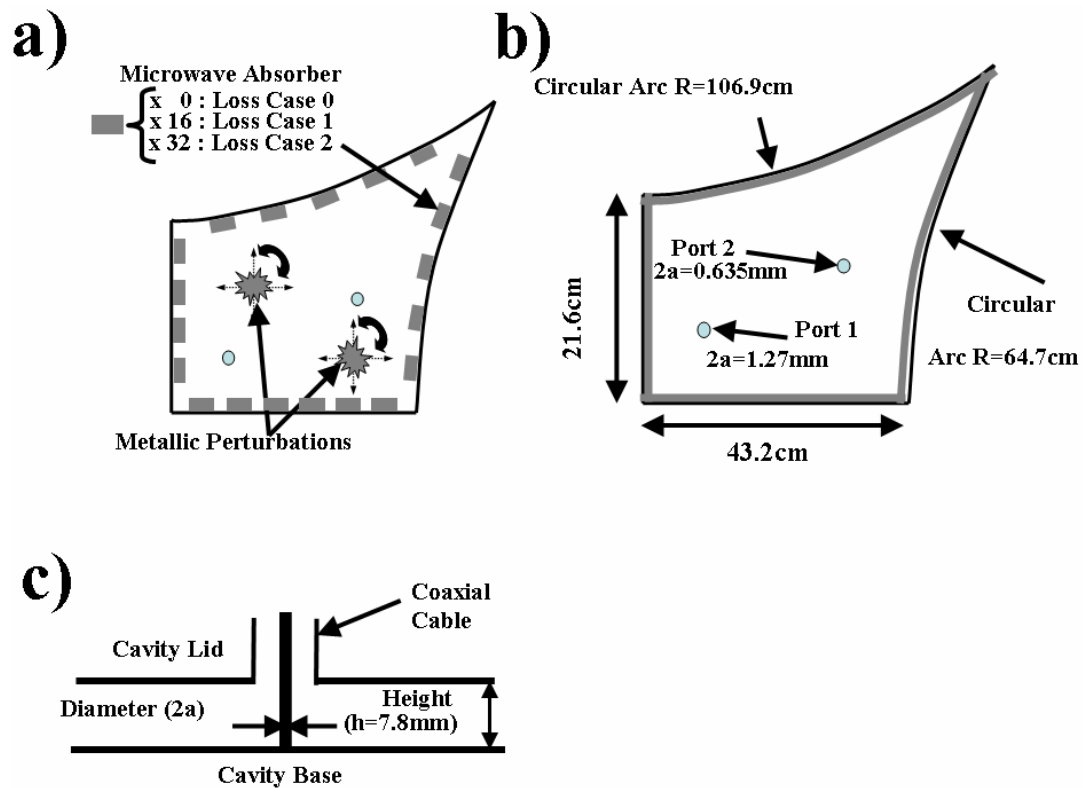 a)
Microwave Absorber
x 0 : Loss Case 0
x 16 : Loss Case 1
x 32 : Loss Case 2
Metallic Perturbations
b)
Circular Arc R=106.9cm
21.6cm
Port 2
2a=0.635mm
Port 1
2a=1.27mm
Circular
Arc R=64.7cm
43.2cm
c)
Coaxial
Cable
Cavity Lid
Diameter (2a)
Height
(h=7.8mm)
Cavity Base